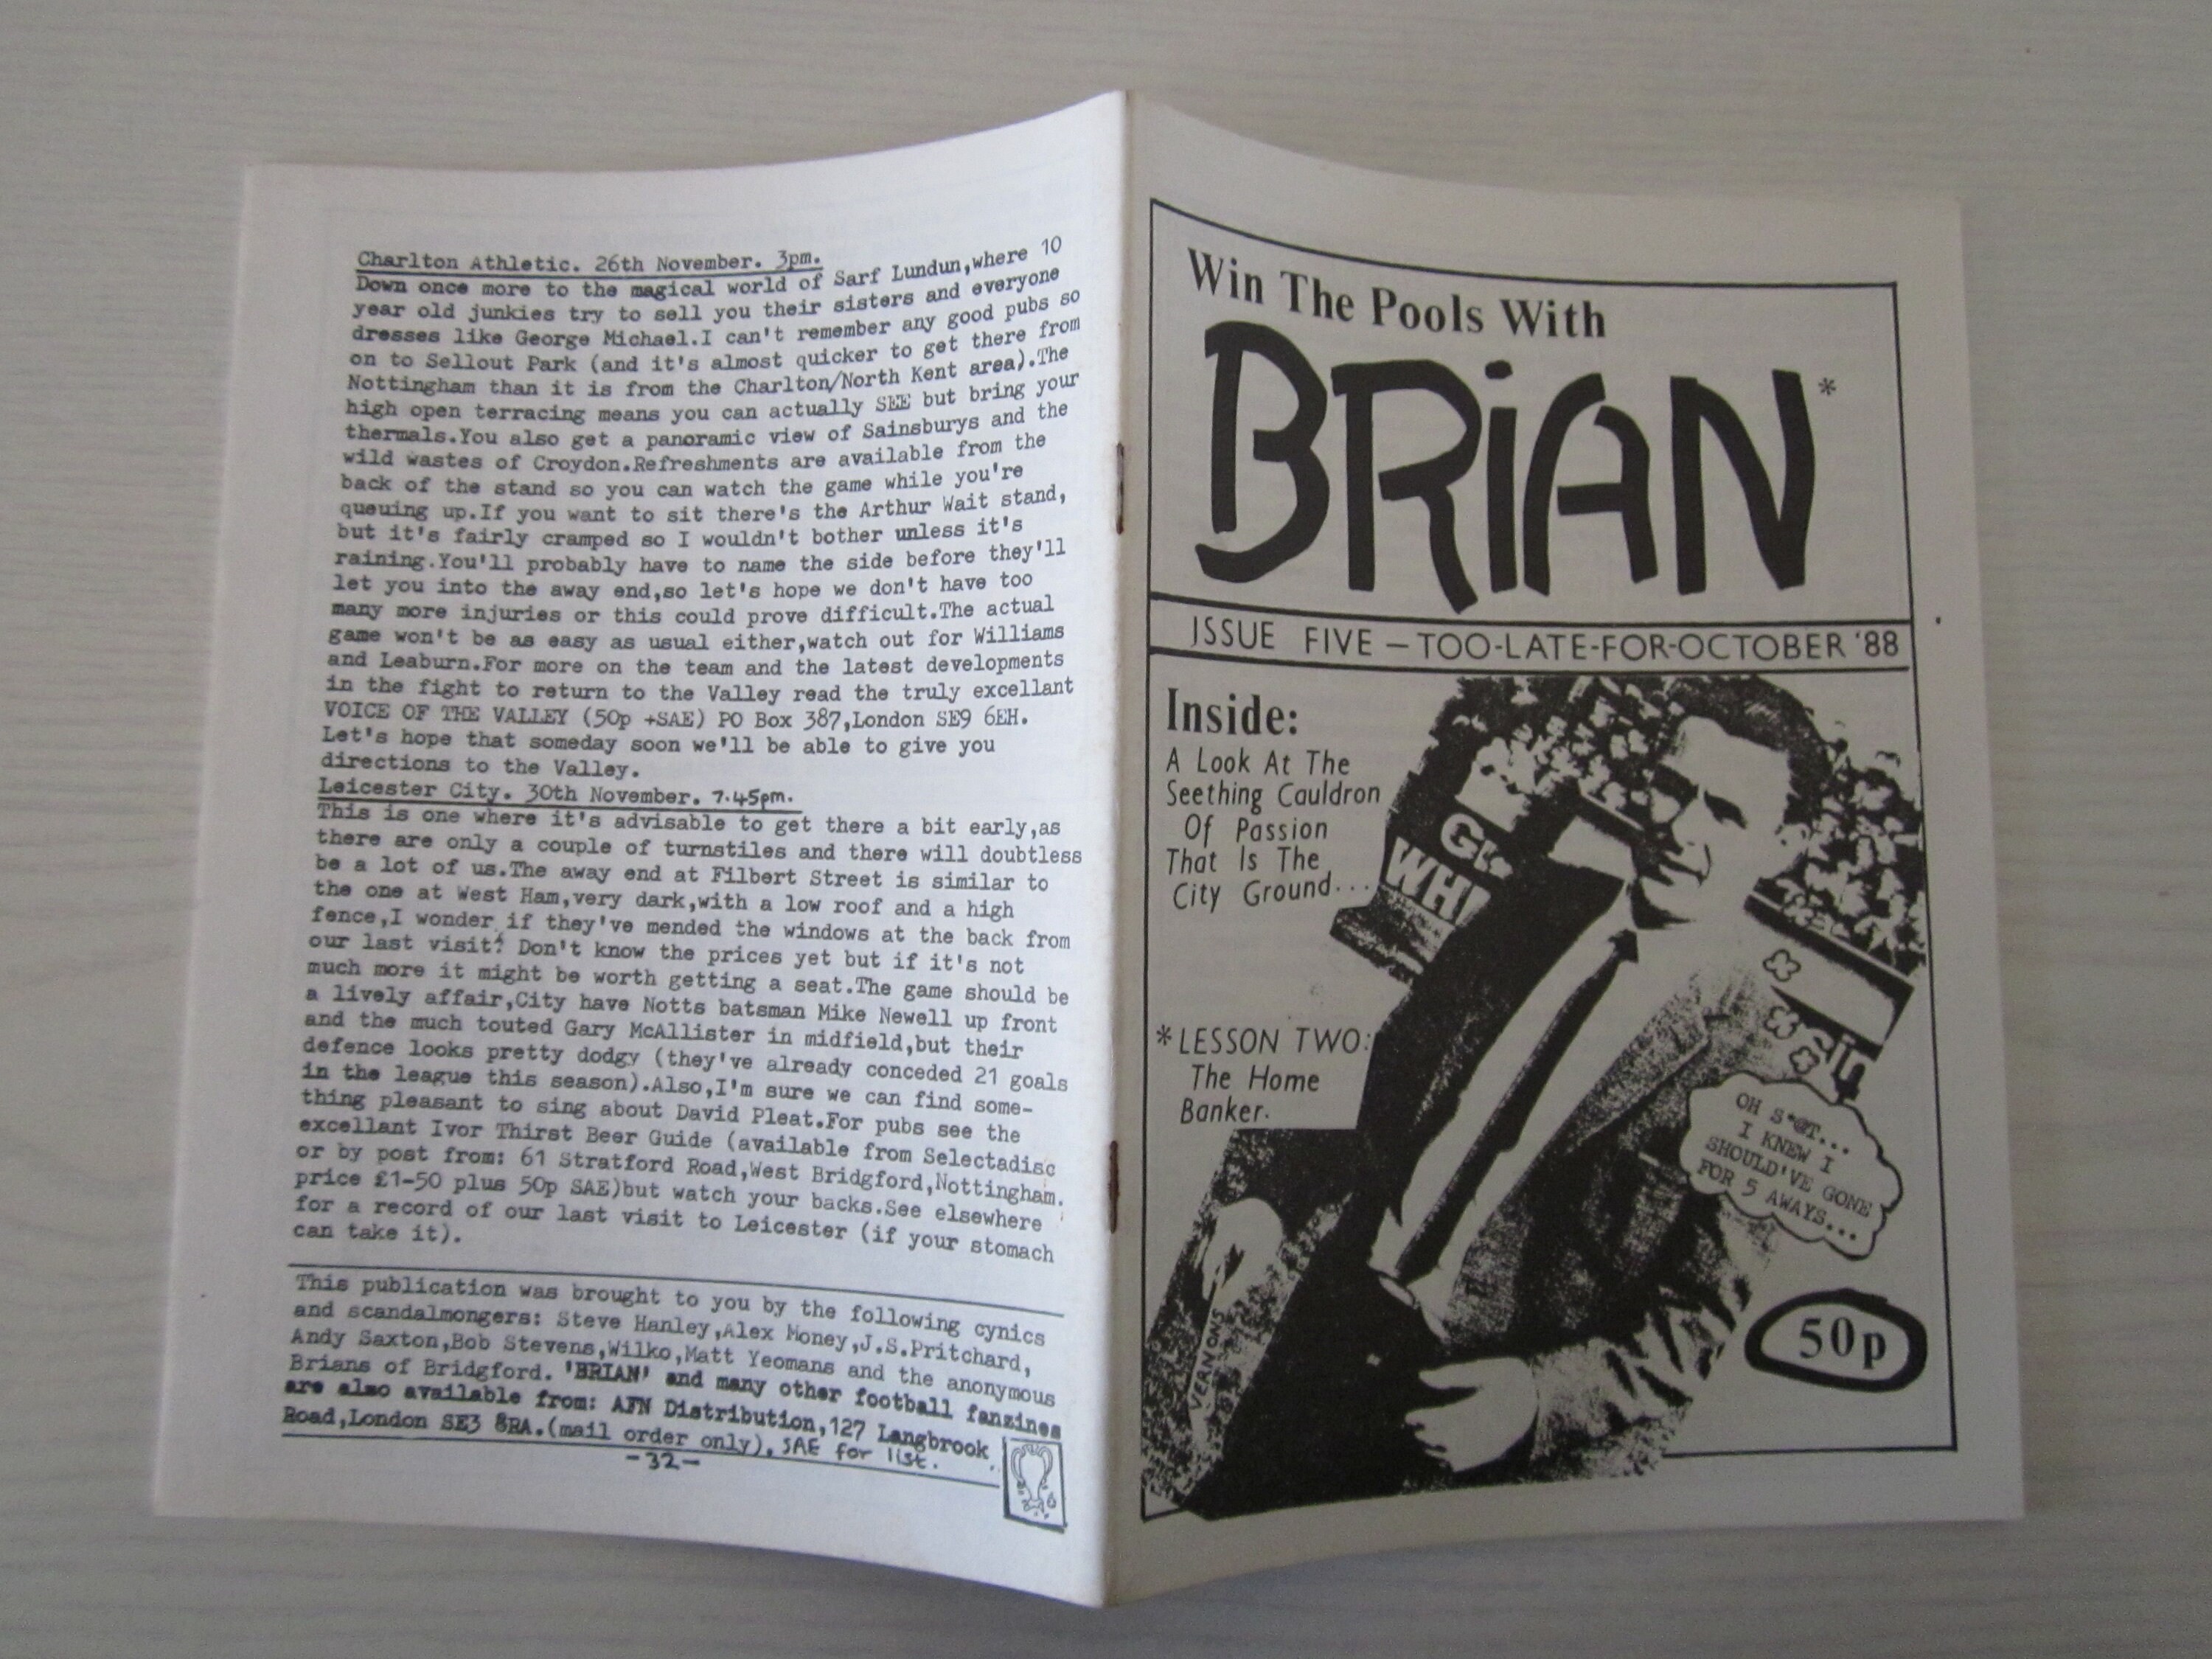 Charlton Athletic. 26th November. 3pm.
Down once more to the magical world of Sarf Lundun,where 10
year old junkies try to sell you their sisters and everyone
dresses like George Michael.I can't remember any good pubs so
on to Sellout Park (and it's almost quicker to get there from
Nottingham than it is from the Charlton/North Kent area).The
high open terracing means you can actually SEE but bring your
thermals.You also get a panoramic view of Sainsburys and the
wild wastes of Croydon.Refreshments are available from the
back of the stand so you can watch the game while you're
queuing up.If you want to sit there's the Arthur Wait stand,
but it's fairly cramped so I wouldn't bother unless it's
raining.You'll probably have to name the side before they'll
let you into the away end,so let's hope we don't have too
many more injuries or this could prove difficult.The actual
game won't be as easy as usual either,watch out for Williams
and Leaburn.For more on the team and the latest developments
in the fight to return to the Valley read the truly excellant
VOICE OF THE VALLEY (50p +SAE) PO Box 387,London SE9 6EH.
Let's hope that someday soon we'll be able to give you
directions to the Valley.
Leicester City. 30th November. 7.45pm.
This is one where it's advisable to get there a bit early,as
there are only a couple of turnstiles and there will doubtless
be a lot of us.The away end at Filbert Street is similar to
the one at West Ham,very dark,with a low roof and a high
fence,I wonder if they've mended the windows at the back from
our last visit? Don't know the prices yet but if it's not
much more it might be worth getting a seat.The game should be
a lively affair,City have Notts batsman Mike Newell up front
and the much touted Gary McAllister in midfield,but their
defence looks pretty dodgy (they've already conceded 21 goals
in the league this season).Also,I'm sure we can find some-
thing pleasant to sing about David Pleat.For pubs see the
excellant Ivor Thirst Beer Guide (available from Selectadisc
or by post from: 61 Stratford Road,West Bridgford,Nottingham.
price £1-50 plus 50p SAE)but watch your backs.See elsewhere
for a record of our last visit to Leicester (if your stomach
can take it).
This publication was brought to you by the following cynics
and scandalmongers: Steve Hanley,Alex Money,J.S.Pritchard,
Andy Saxton,Bob Stevens,Wilko,Matt Yeomans and the anonymous
Brians of Bridgford. 'BRIAN' and many other football fanzines
are also available from: AFN Distribution,127 Langbrook
Road,London SE3 8RA.(mail order only), SAE for list.
-32-
Win The Pools With
BRiAN*
ISSUE FIVE — TOO-LATE-FOR-OCTOBER '88
Inside:
A Look At The
Seething Cauldron
Of Passion
That Is The
City Ground...
* LESSON TWO:
The Home
Banker.
OH S*@T...
I KNEW I
SHOULD'VE GONE
FOR 5 AWAYS...
VERNONS
50p